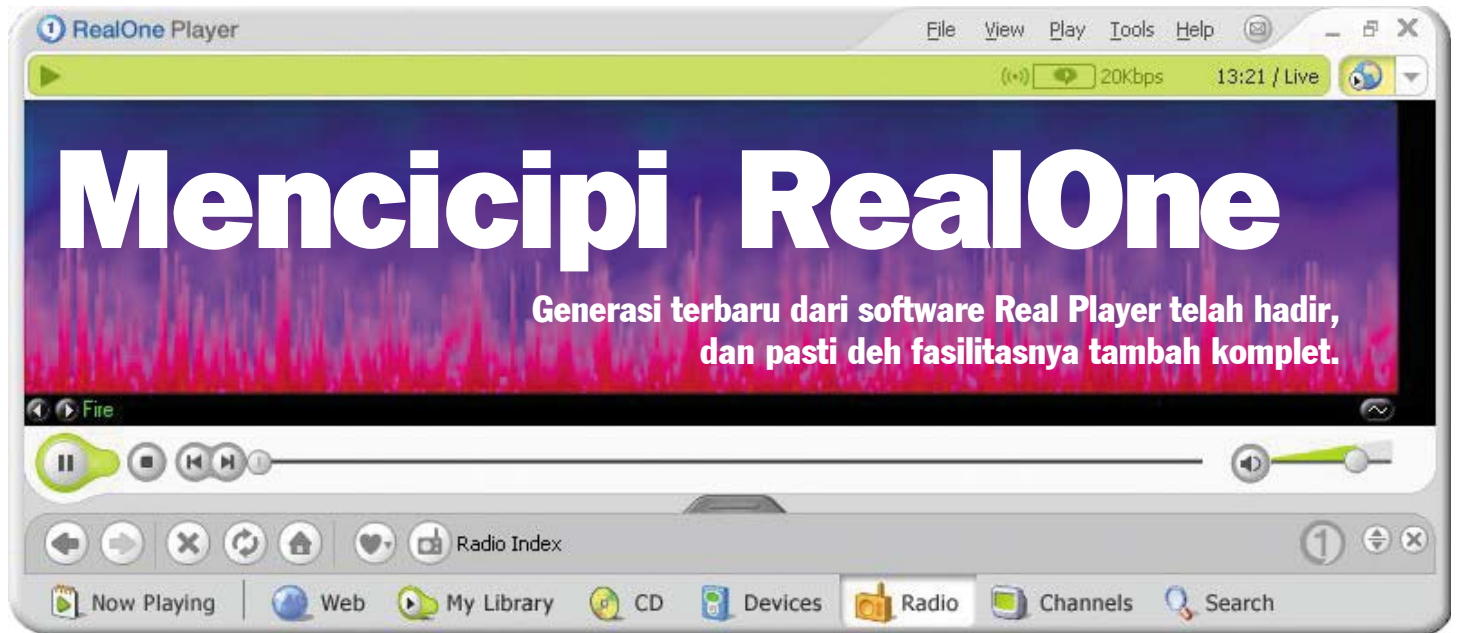 RealOne Player File View Play Tools Help
20Kbps 13:21 / Live
Mencicipi RealOne
Generasi terbaru dari software Real Player telah hadir,
dan pasti deh fasilitasnya tambah komplet.
Fire
Radio Index
Now Playing Web My Library CD Devices Radio Channels Search